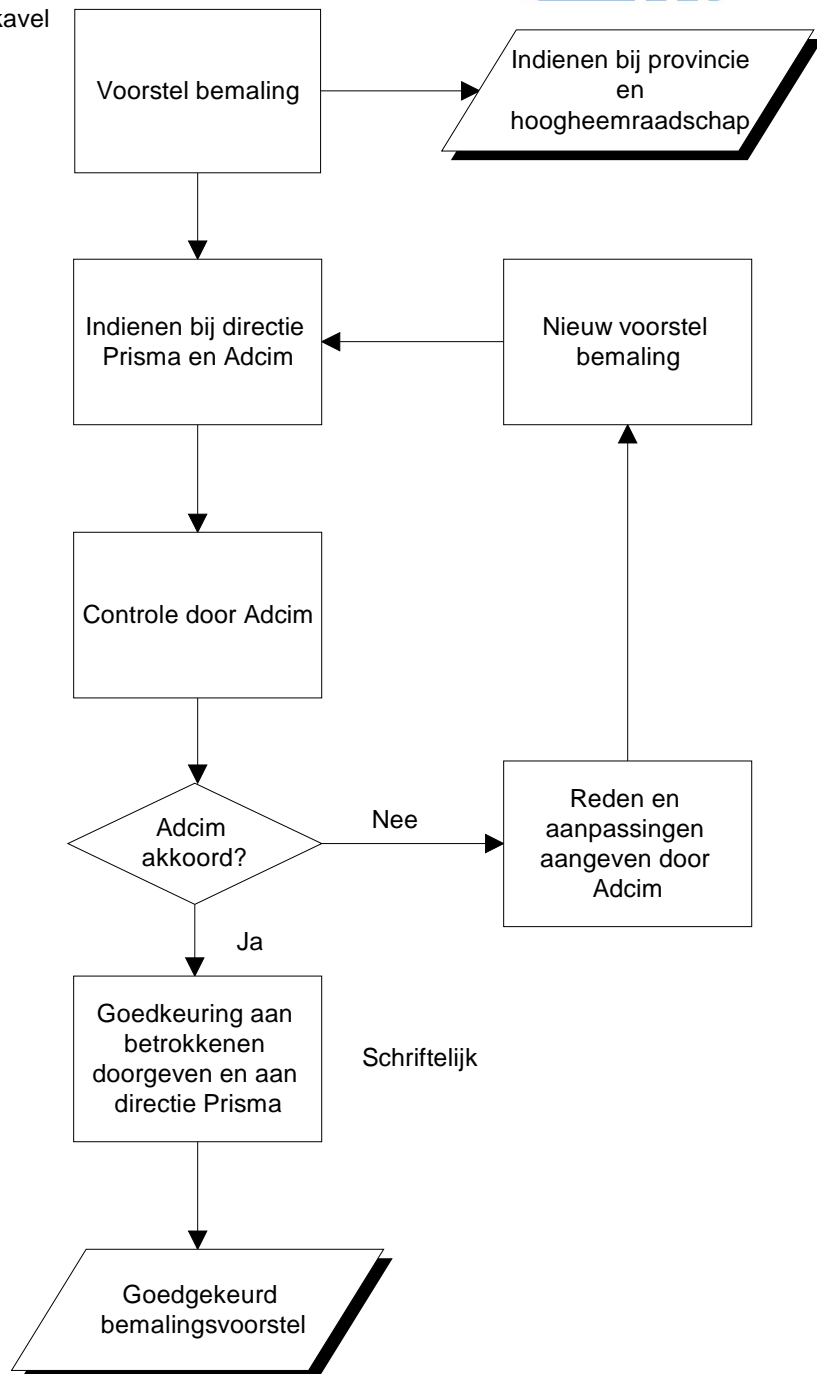 Voorstel bemaling
Indienen bij provincie
en
hoogheemraadschap
Indienen bij directie
Prisma en Adcim
Nieuw voorstel
bemaling
Controle door Adcim
Adcim
akkoord?
Nee
Reden en
aanpassingen
aangeven door
Adcim
Ja
Goedkeuring aan
betrokkenen
doorgeven en aan
directie Prisma
Schriftelijk
Goedgekeurd
bemalingsvoorstel